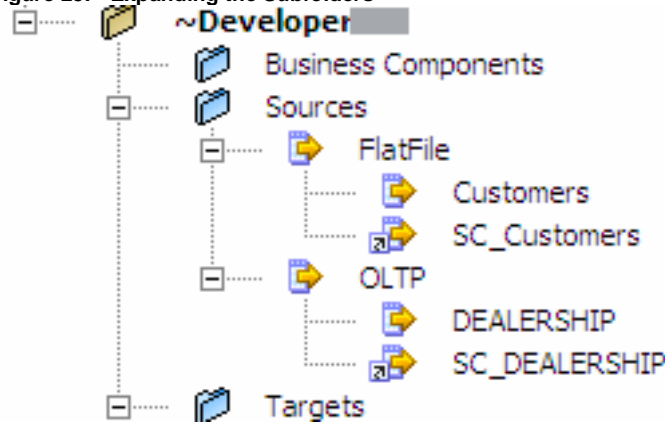 ~Developer
Business Components
Sources
FlatFile
Customers
SC_Customers
OLTP
DEALERSHIP
SC_DEALERSHIP
Targets